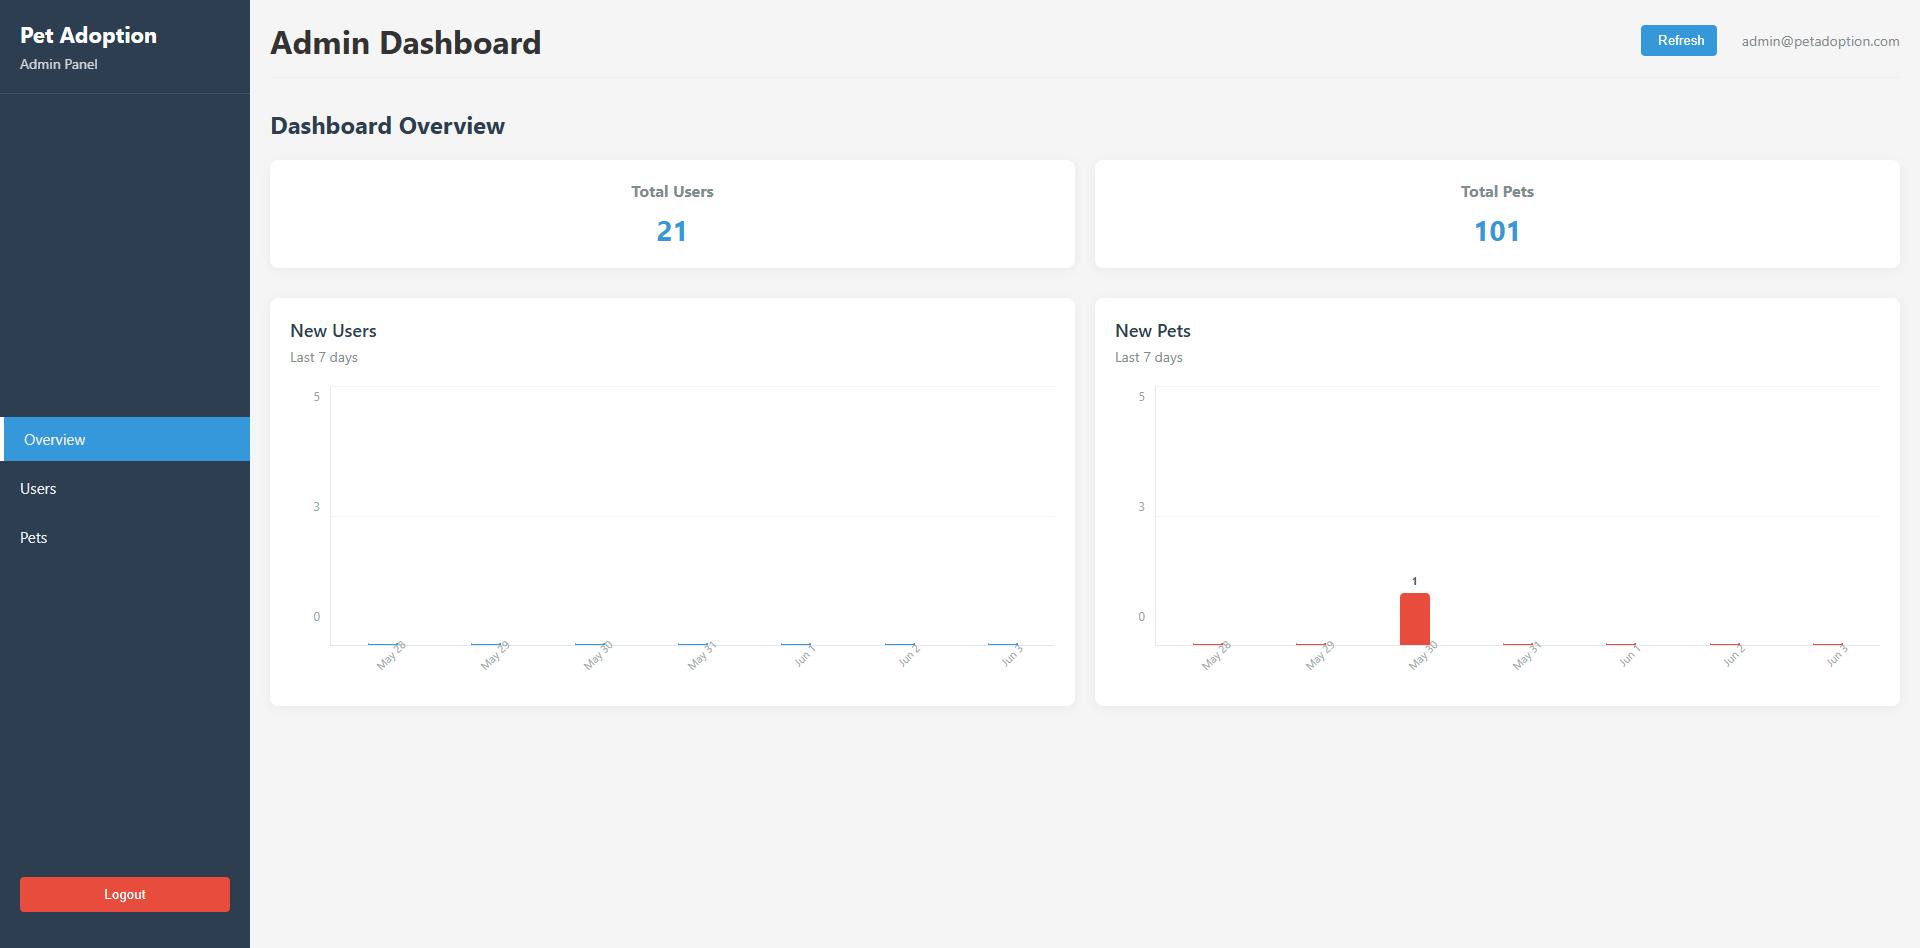 Pet Adoption
Admin Panel
Overview
Users
Pets
Logout
Admin Dashboard
Refresh
admin@petadoption.com
Dashboard Overview
Total Users
21
Total Pets
101
New Users
Last 7 days
5
3
0
May 28
May 29
May 30
May 31
Jun 1
Jun 2
Jun 3
New Pets
Last 7 days
5
3
0
1
May 28
May 29
May 30
May 31
Jun 1
Jun 2
Jun 3